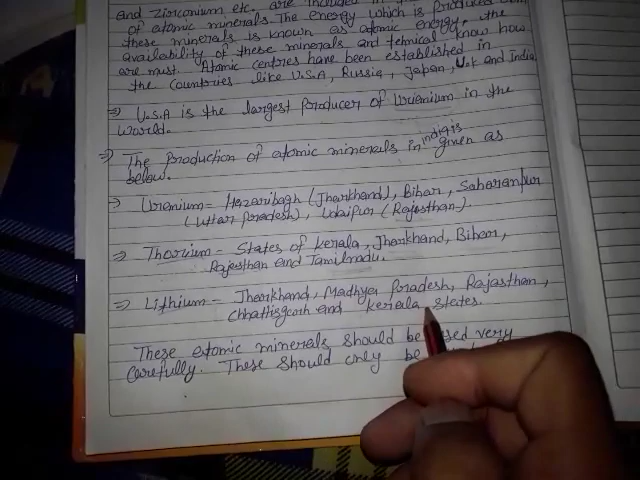 and Zirconium etc. are included in
of atomic minerals. The energy which is produced
these minerals is known as atomic energy. the
availability of these minerals and tehnical know how
are must. Atomic centres have been established in
the countries like U.S.A, Russia, Japan, U.K and India
⇒ U.S.A is the largest producer of Uranium in the
world.
⇒ The production of atomic minerals in india is given as
below.
⇒ Uranium - Hazaribagh (Jharkhand), Bihar, Saharanpur
(Uttar pradesh), Udaipur (Rajasthan)
⇒ Thorium - States of Kerala, Jharkhand, Bihar,
Rajasthan and Tamilnadu.
⇒ Lithium - Jharkhand, Madhya pradesh, Rajasthan,
Chhattisgarh and Kerala states.
These atomic minerals should be used very
carefully. These should only be